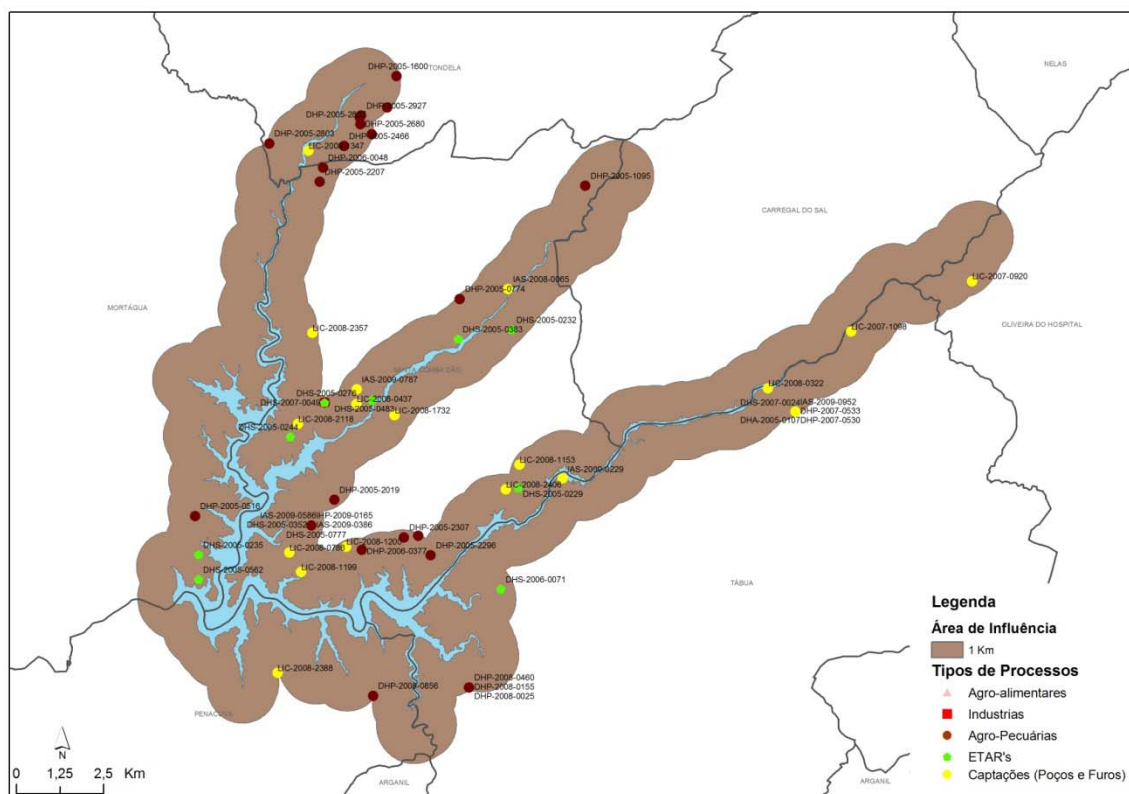 DHP-2005-1600
TONDELA
NELAS
DHP-2005-2927
DHP-2005-2680
DHP-2005-2803
DHP-2005-2466
DHP-2006-0048
DHP-2005-2207
DHP-2005-1095
CARREGAL DO SAL
IAS-2008-0065
LIC-2007-0920
DHP-2005-0774
MORTÁGUA
DHS-2005-0232
LIC-2008-2357
DHS-2005-0383
LIC-2007-1098
OLIVEIRA DO HOSPITAL
IAS-2009-0787
LIC-2008-0322
DHS-2005-0276
LIC-2008-0437
DHS-2007-0024
IAS-2009-0952
DHS-2005-0483
LIC-2008-1732
DHP-2007-0533
DHA-2005-0107
DHP-2007-0530
LIC-2008-2118
DHS-2005-0244
LIC-2008-1153
IAS-2009-0229
LIC-2008-2406
DHS-2005-0229
DHP-2005-2019
DHP-2005-0516
IAS-2009-0386
DHS-2005-0777
DHP-2005-2307
DHS-2005-0235
LIC-2008-1200
DHP-2006-0377
DHP-2005-2296
LIC-2008-1199
DHS-2006-0071
TÁBUA
LIC-2008-2388
DHP-2008-0856
DHP-2008-0460
DHP-2008-0155
DHP-2008-0025
PENACOVA
ARGANIL
ARGANIL
Legenda
Área de Influência
1 Km
Tipos de Processos
Agro-alimentares
Industrias
Agro-Pecuárias
ETAR's
Captações (Poços e Furos)
N
0 1,25 2,5 Km